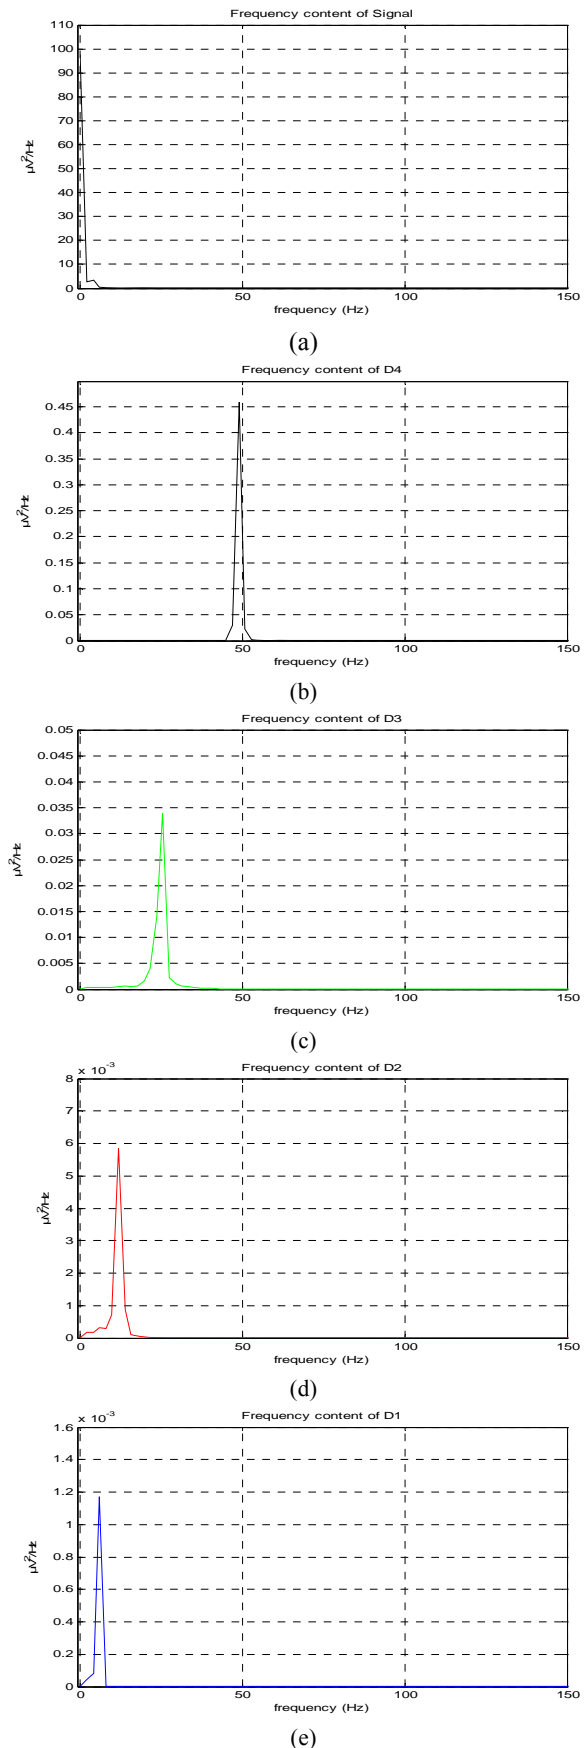 Frequency content of Signal
110
100
90
80
70
60
50
40
30
20
10
0
µV²/Hz
0 50 100 150
frequency (Hz)
(a)
Frequency content of D4
0.45
0.4
0.35
0.3
0.25
0.2
0.15
0.1
0.05
0
µV²/Hz
0 50 100 150
frequency (Hz)
(b)
Frequency content of D3
0.05
0.045
0.04
0.035
0.03
0.025
0.02
0.015
0.01
0.005
0
µV²/Hz
0 50 100 150
frequency (Hz)
(c)
Frequency content of D2
x 10⁻³
8
7
6
5
4
3
2
1
0
µV²/Hz
0 50 100 150
frequency (Hz)
(d)
Frequency content of D1
x 10⁻³
1.6
1.4
1.2
1
0.8
0.6
0.4
0.2
0
µV²/Hz
0 50 100 150
frequency (Hz)
(e)